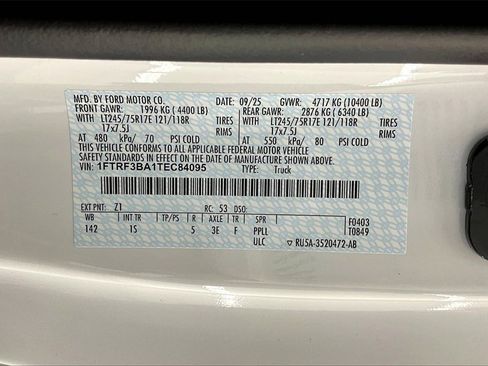 MFD. BY FORD MOTOR CO. 09/25 GVWR: 4717 KG (10400 LB)
FRONT GAWR: 1996 KG ( 4400 LB) REAR GAWR: 2876 KG ( 6340 LB)
WITH LT245/75R17E 121/118R TIRES WITH LT245/75R17E 121/118R TIRES
17x7.5J RIMS 17x7.5J RIMS
AT 480 kPa/ 70 PSI COLD AT 550 kPa/ 80 PSI COLD
THIS VEHICLE CONFORMS TO ALL APPLICABLE FEDERAL MOTOR VEHICLE
SAFETY STANDARDS IN EFFECT ON THE DATE OF MANUFACTURE SHOWN ABOVE.
VIN: 1FTRF3BA1TEC84095 TYPE: Truck
EXT PNT: Z1 RC: 53 DSO:
WB TP/PS R AXLE TR SPR F0403
142 IS 5 3E F PPLL T0849
ULC RU5A-3520472-AB